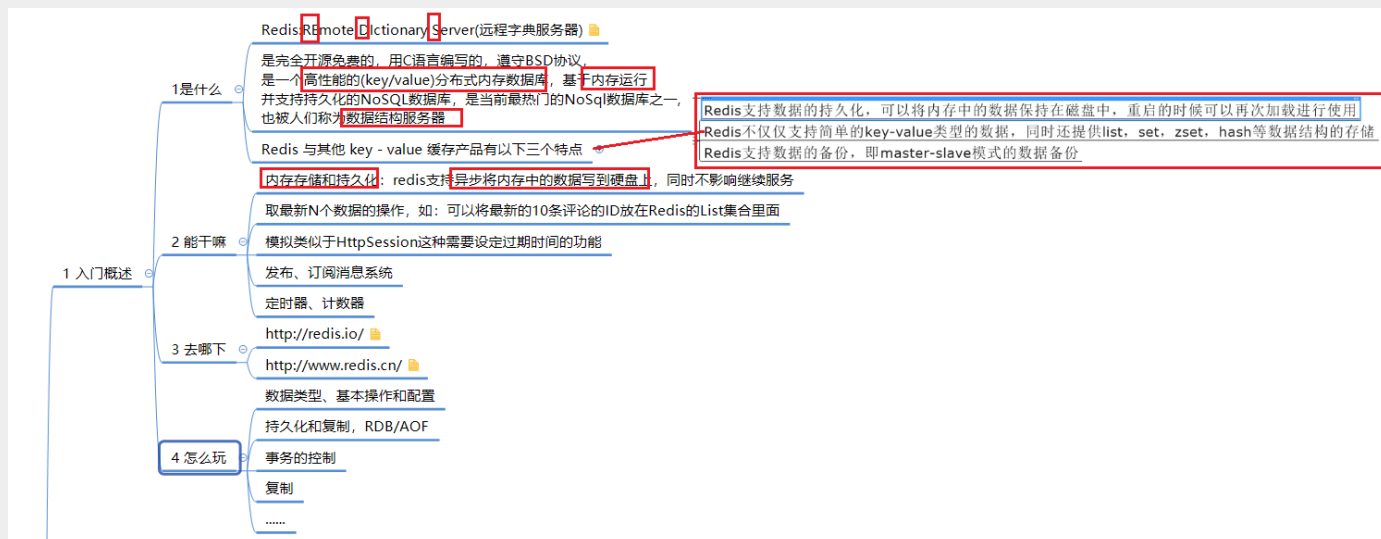 1 入门概述
1是什么
Redis:REmote DIctionary Server(远程字典服务器)
是完全开源免费的，用C语言编写的，遵守BSD协议，
是一个高性能的(key/value)分布式内存数据库，基于内存运行
并支持持久化的NoSQL数据库，是当前最热门的NoSql数据库之一，
也被人们称为数据结构服务器
Redis 与其他 key - value 缓存产品有以下三个特点
Redis支持数据的持久化，可以将内存中的数据保持在磁盘中，重启的时候可以再次加载进行使用
Redis不仅仅支持简单的key-value类型的数据，同时还提供list，set，zset，hash等数据结构的存储
Redis支持数据的备份，即master-slave模式的数据备份
2 能干嘛
内存存储和持久化：redis支持异步将内存中的数据写到硬盘上，同时不影响继续服务
取最新N个数据的操作，如：可以将最新的10条评论的ID放在Redis的List集合里面
模拟类似于HttpSession这种需要设定过期时间的功能
发布、订阅消息系统
定时器、计数器
3 去哪下
http://redis.io/
http://www.redis.cn/
4 怎么玩
数据类型、基本操作和配置
持久化和复制，RDB/AOF
事务的控制
复制
......